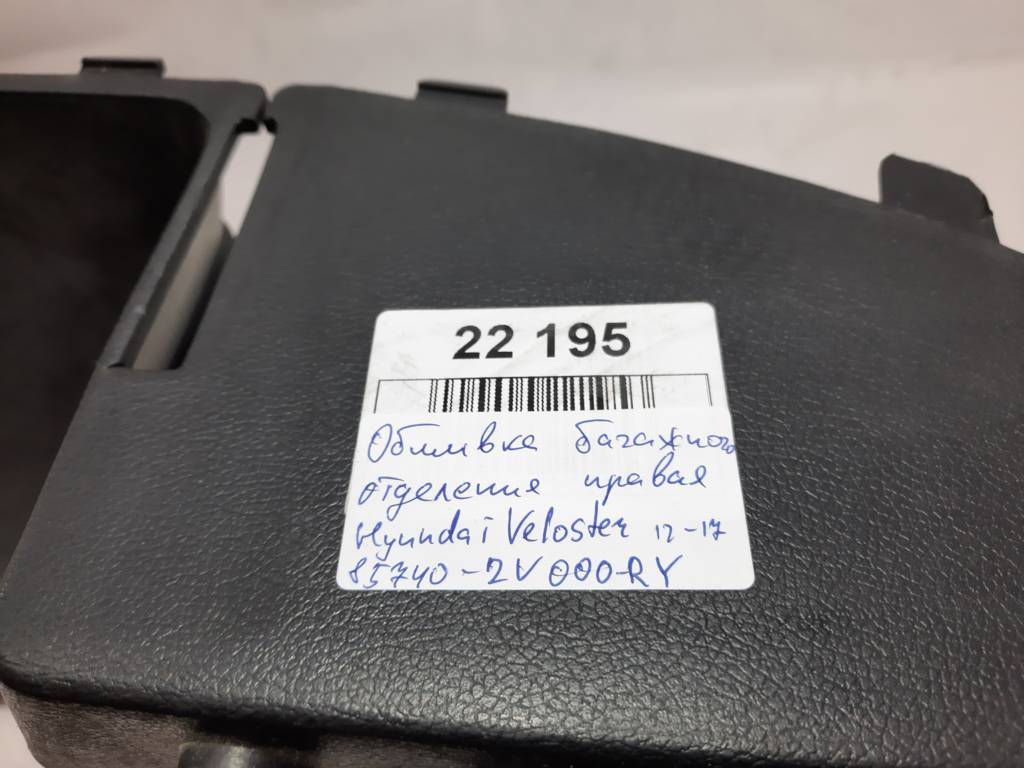 22 195
Обшивка багажного
отделения правая
Hyundai Veloster 12-17
85740-2V000-RY